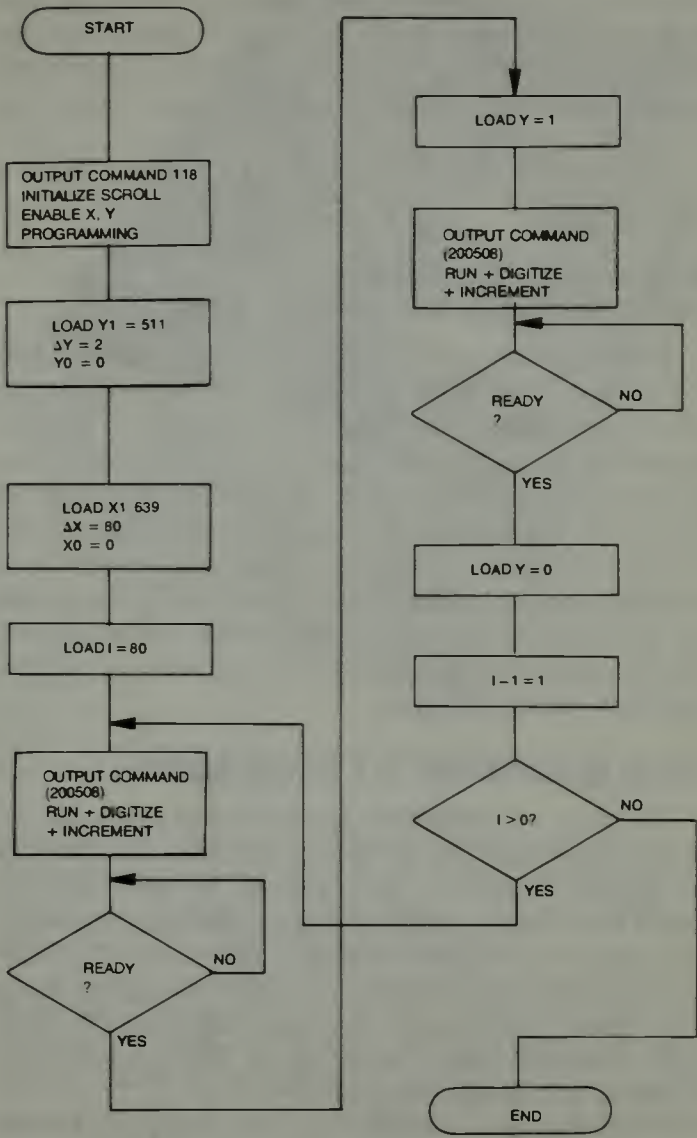 START
OUTPUT COMMAND 118
INITIALIZE SCROLL
ENABLE X, Y
PROGRAMMING
LOAD Y1 = 511
ΔY = 2
Y0 = 0
LOAD X1 639
ΔX = 80
X0 = 0
LOAD I = 80
OUTPUT COMMAND
(200508)
RUN + DIGITIZE
+ INCREMENT
READY
?
NO
YES
LOAD Y = 1
OUTPUT COMMAND
(200508)
RUN + DIGITIZE
+ INCREMENT
READY
?
NO
YES
LOAD Y = 0
I - 1 = 1
I > 0?
NO
YES
END